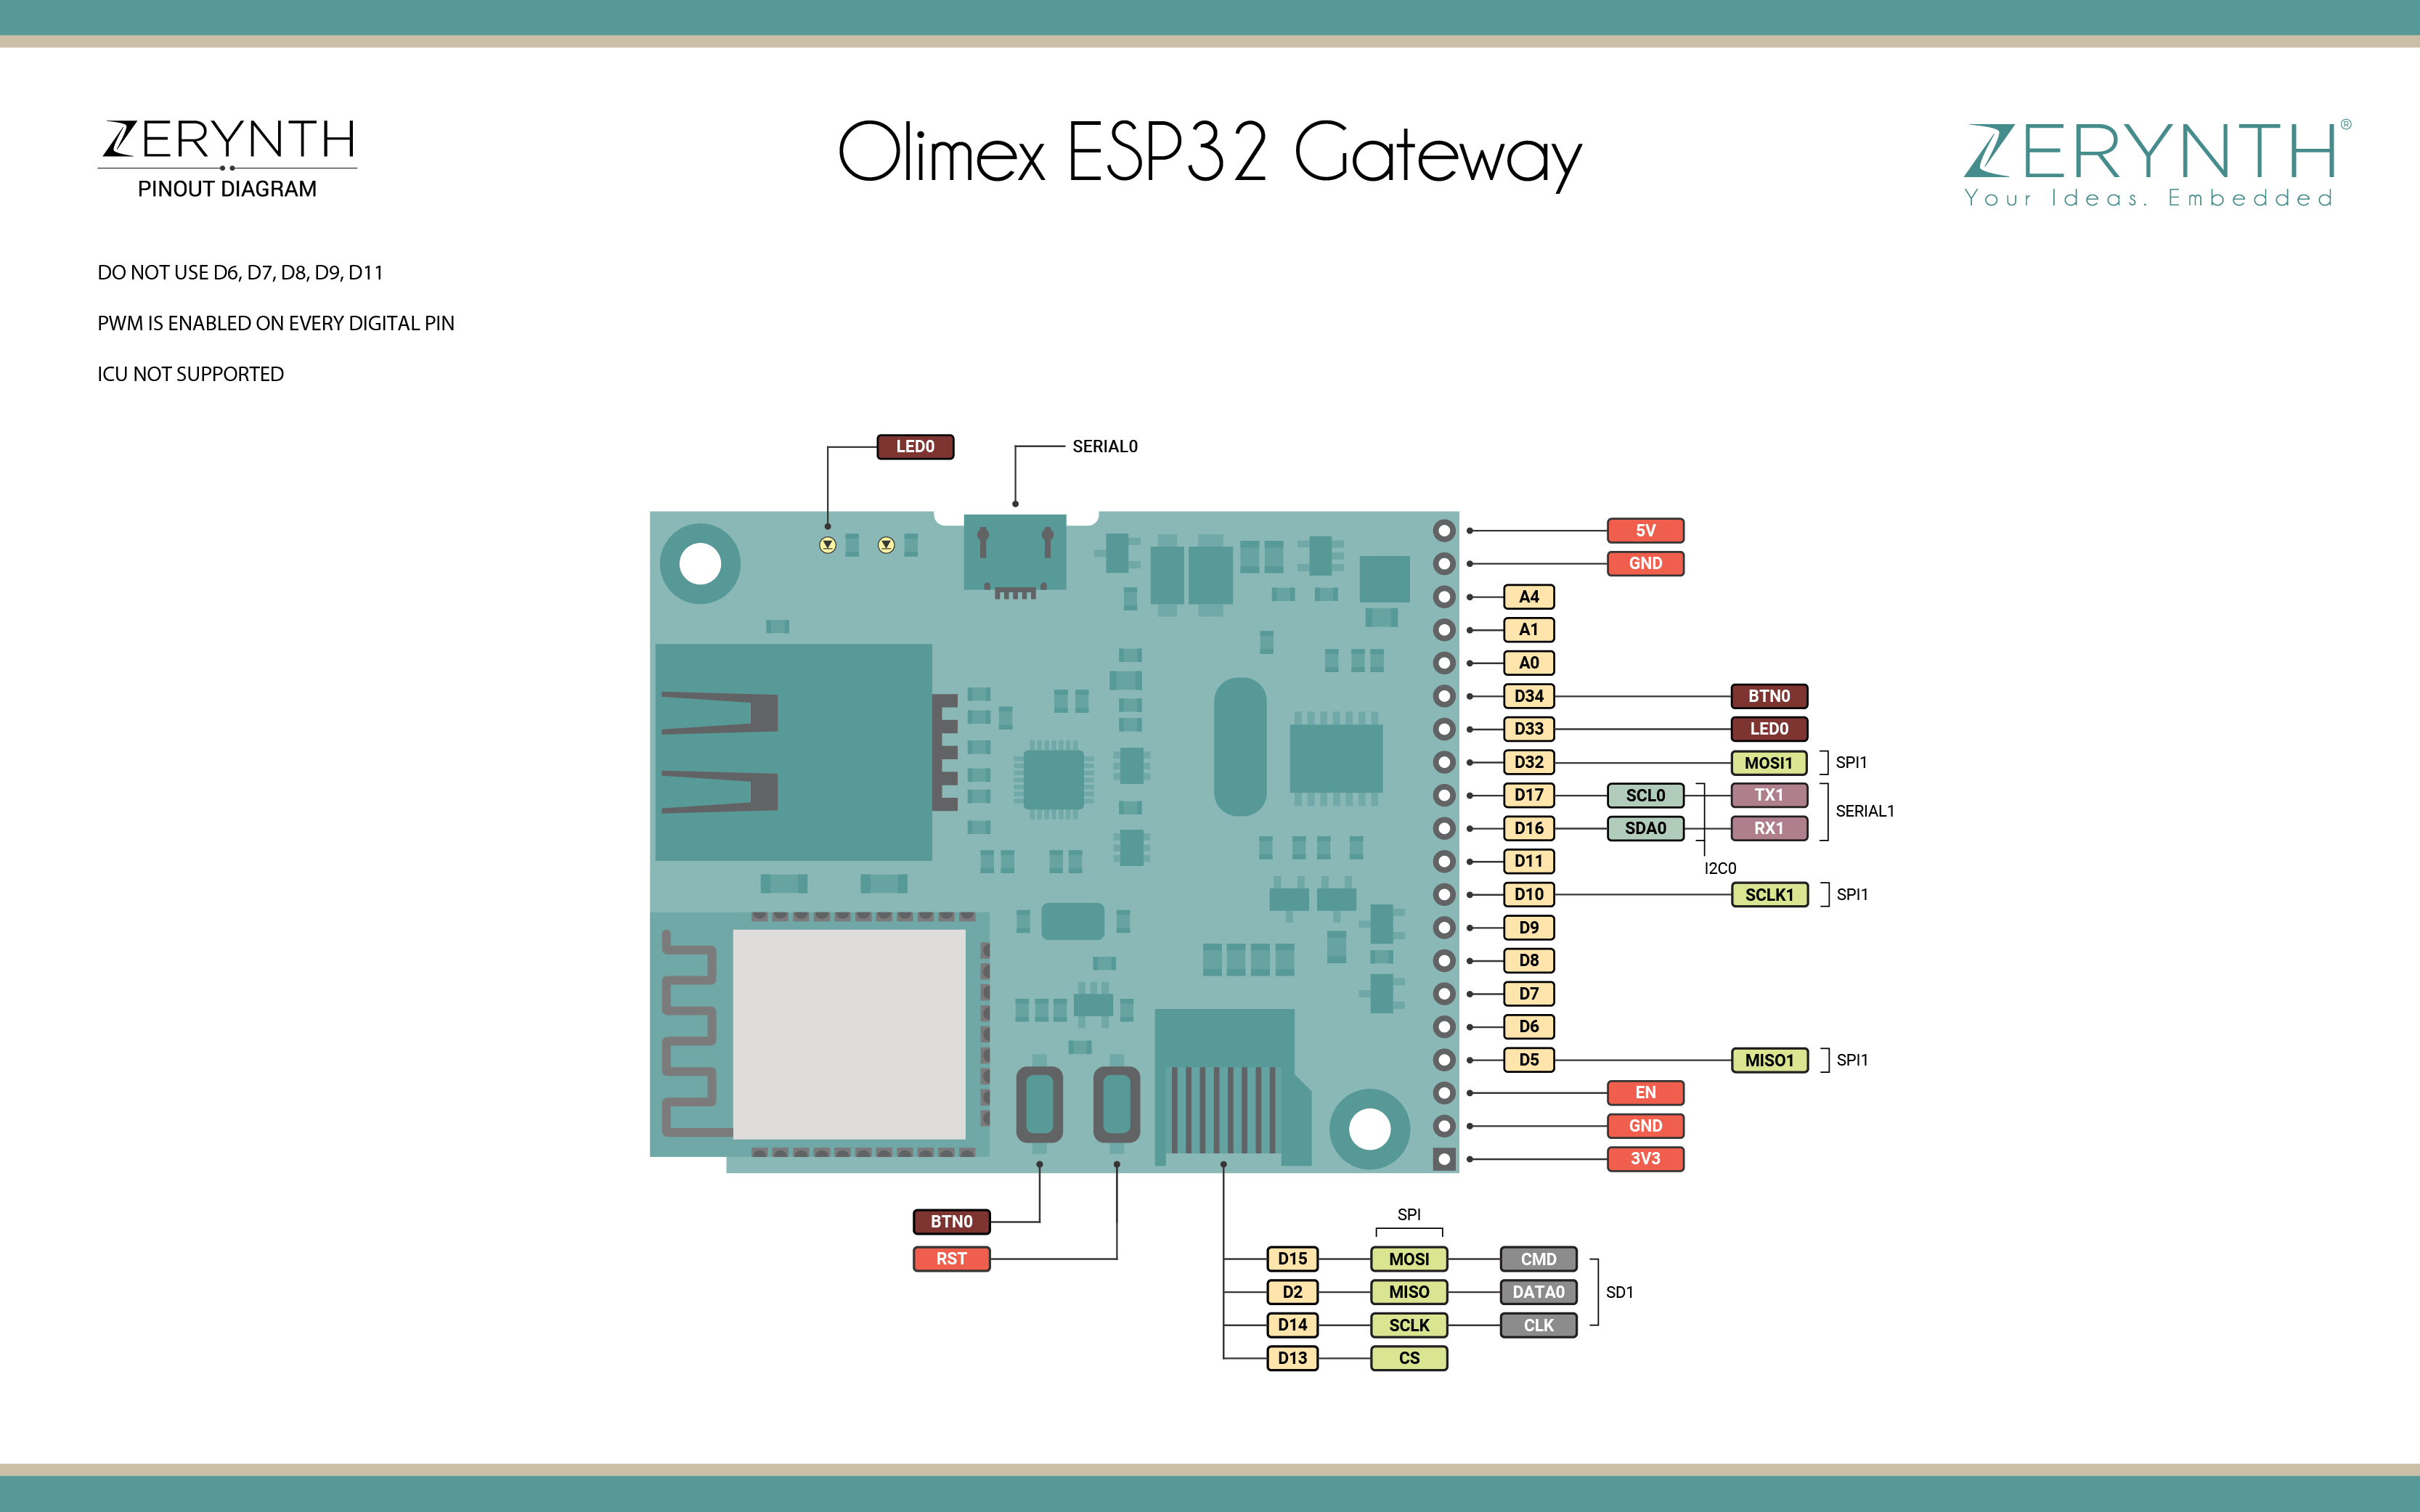 ZERYNTH
PINOUT DIAGRAM
Olimex ESP32 Gateway
ZERYNTH®
Your Ideas. Embedded
DO NOT USE D6, D7, D8, D9, D11
PWM IS ENABLED ON EVERY DIGITAL PIN
ICU NOT SUPPORTED
LED0 SERIAL0
5V
GND
A4
A1
A0
D34 BTN0
D33 LED0
D32 MOSI1 SPI1
D17 SCL0 TX1
SERIAL1
D16 SDA0 RX1
D11
I2C0
D10 SCLK1 SPI1
D9
D8
D7
D6
D5 MISO1 SPI1
EN
GND
3V3
BTN0
RST
SPI
D15 MOSI CMD
D2 MISO DATA0 SD1
D14 SCLK CLK
D13 CS